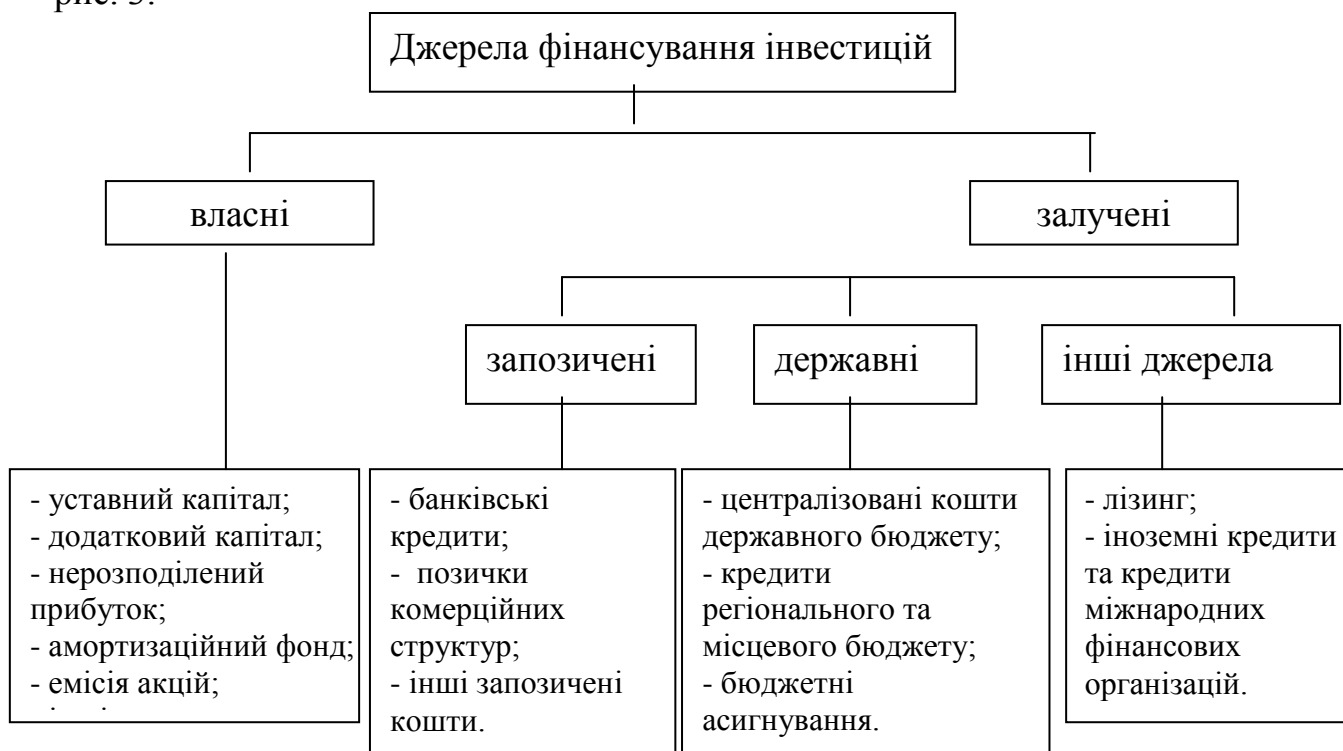 рис. 3.
Джерела фінансування інвестицій
власні
залучені
запозичені
державні
інші джерела
- уставний капітал;
- додатковий капітал;
- нерозподілений
прибуток;
- амортизаційний фонд;
- емісія акцій;
- банківські
кредити;
- позички
комерційних
структур;
- інші запозичені
кошти.
- централізовані кошти
державного бюджету;
- кредити
регіонального та
місцевого бюджету;
- бюджетні
асигнування.
- лізинг;
- іноземні кредити
та кредити
міжнародних
фінансових
організацій.